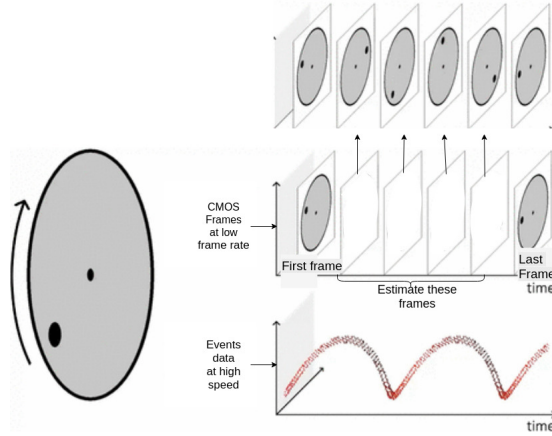 CMOS
Frames
at low
frame rate
First frame
Last
Frame
time
Estimate these
frames
Events
data
at high
speed
time